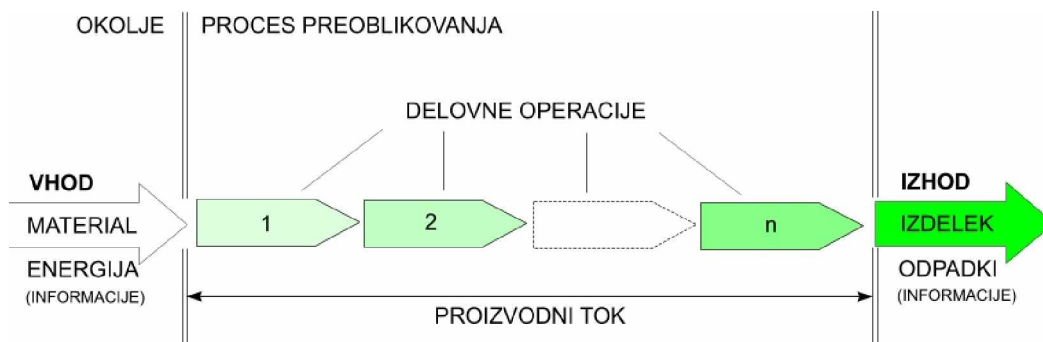 OKOLJE
PROCES PREOBLIKOVANJA
DELOVNE OPERACIJE
VHOD
MATERIAL
ENERGIJA
(INFORMACIJE)
1
2
n
IZHOD
IZDELEK
ODPADKI
(INFORMACIJE)
PROIZVODNI TOK